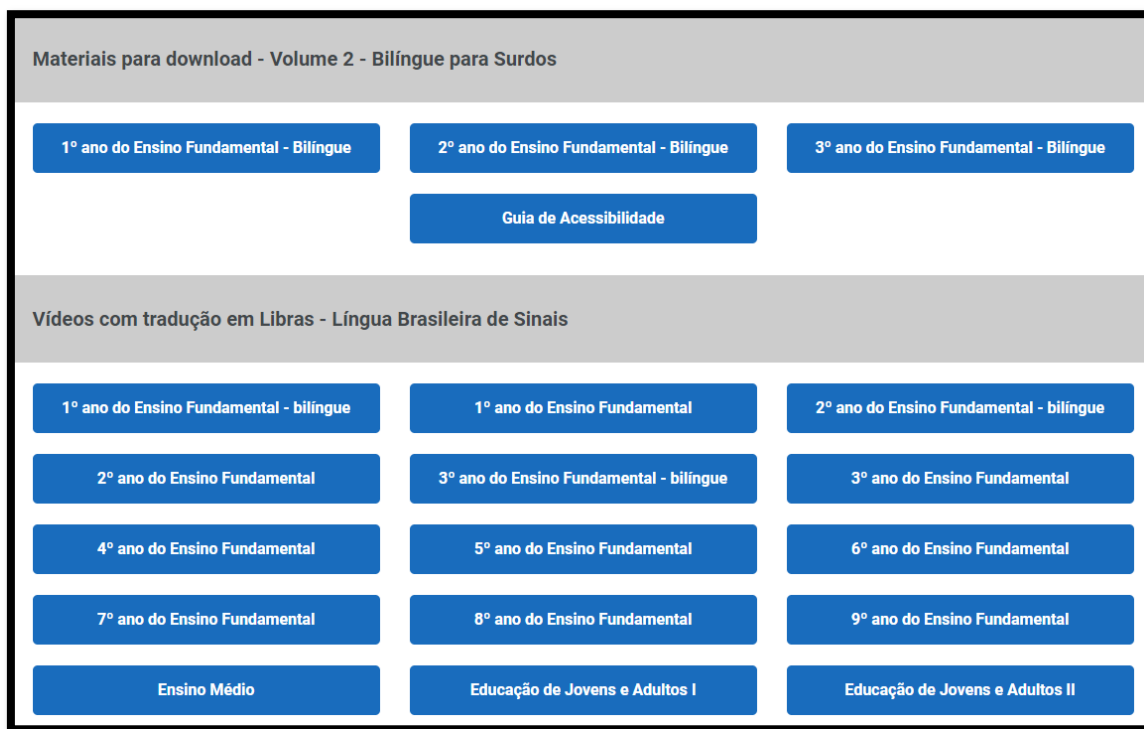 Materiais para download - Volume 2 - Bilíngue para Surdos
1º ano do Ensino Fundamental - Bilíngue
2º ano do Ensino Fundamental - Bilíngue
3º ano do Ensino Fundamental - Bilíngue
Guia de Acessibilidade
Vídeos com tradução em Libras - Língua Brasileira de Sinais
1º ano do Ensino Fundamental - bilíngue
1º ano do Ensino Fundamental
2º ano do Ensino Fundamental - bilíngue
2º ano do Ensino Fundamental
3º ano do Ensino Fundamental - bilíngue
3º ano do Ensino Fundamental
4º ano do Ensino Fundamental
5º ano do Ensino Fundamental
6º ano do Ensino Fundamental
7º ano do Ensino Fundamental
8º ano do Ensino Fundamental
9º ano do Ensino Fundamental
Ensino Médio
Educação de Jovens e Adultos I
Educação de Jovens e Adultos II